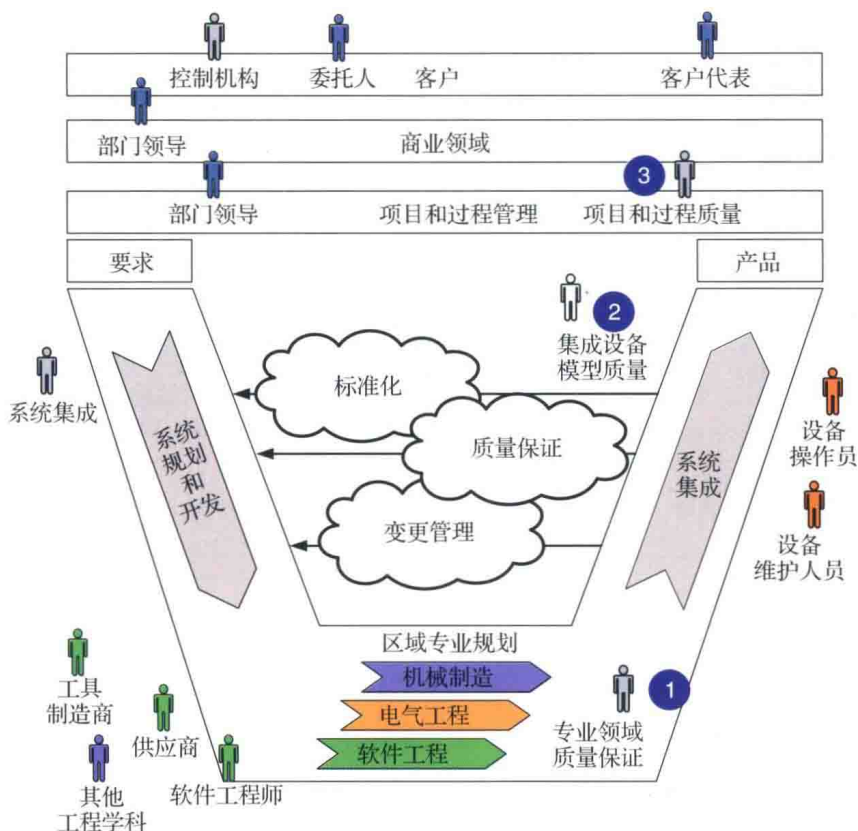 控制机构 委托人 客户 客户代表
部门领导 商业领域
3
部门领导 项目和过程管理 项目和过程质量
要求 产品
2
集成设备
模型质量
标准化
系统集成
系统
规划
和
开发
质量保证
系统
集成
设备
操作员
变更管理
设备
维护人员
区域专业规划
机械制造
电气工程
软件工程
1
专业领域
质量保证
工具
制造商
供应商
软件工程师
其他
工程学科